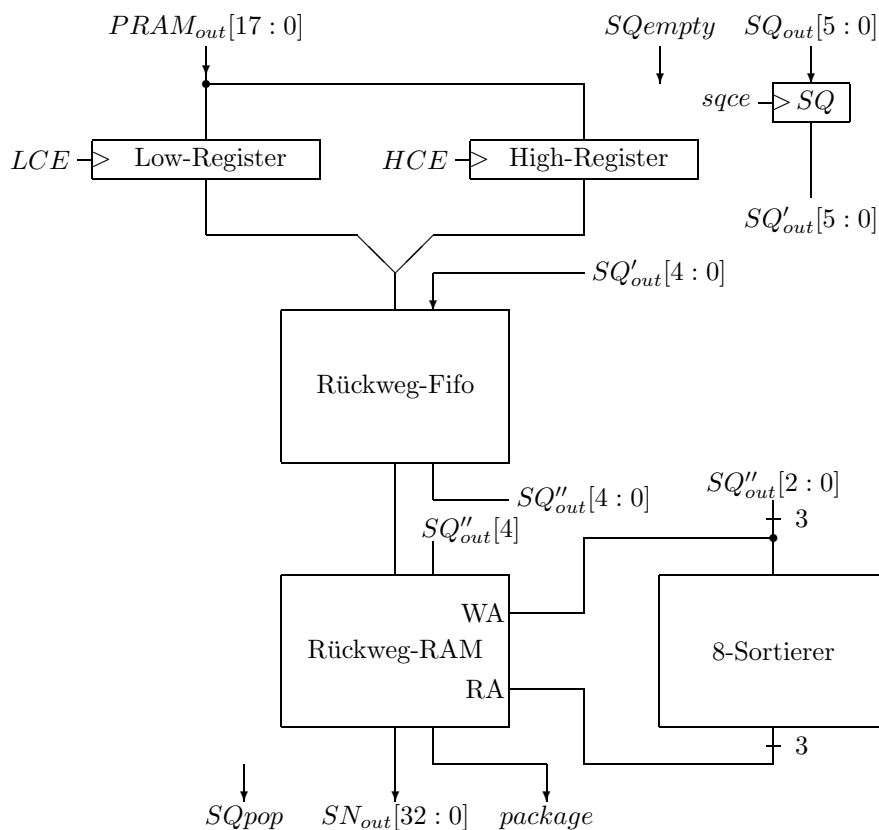 PRAM_out[17 : 0] SQempty SQ_out[5 : 0]
sqce SQ
LCE Low-Register HCE High-Register
SQ'_out[5 : 0]
SQ'_out[4 : 0]
Rückweg-Fifo
SQ''_out[2 : 0]
SQ''_out[4 : 0]
3
SQ''_out[4]
WA
Rückweg-RAM 8-Sortierer
RA
3
SQpop SN_out[32 : 0] package